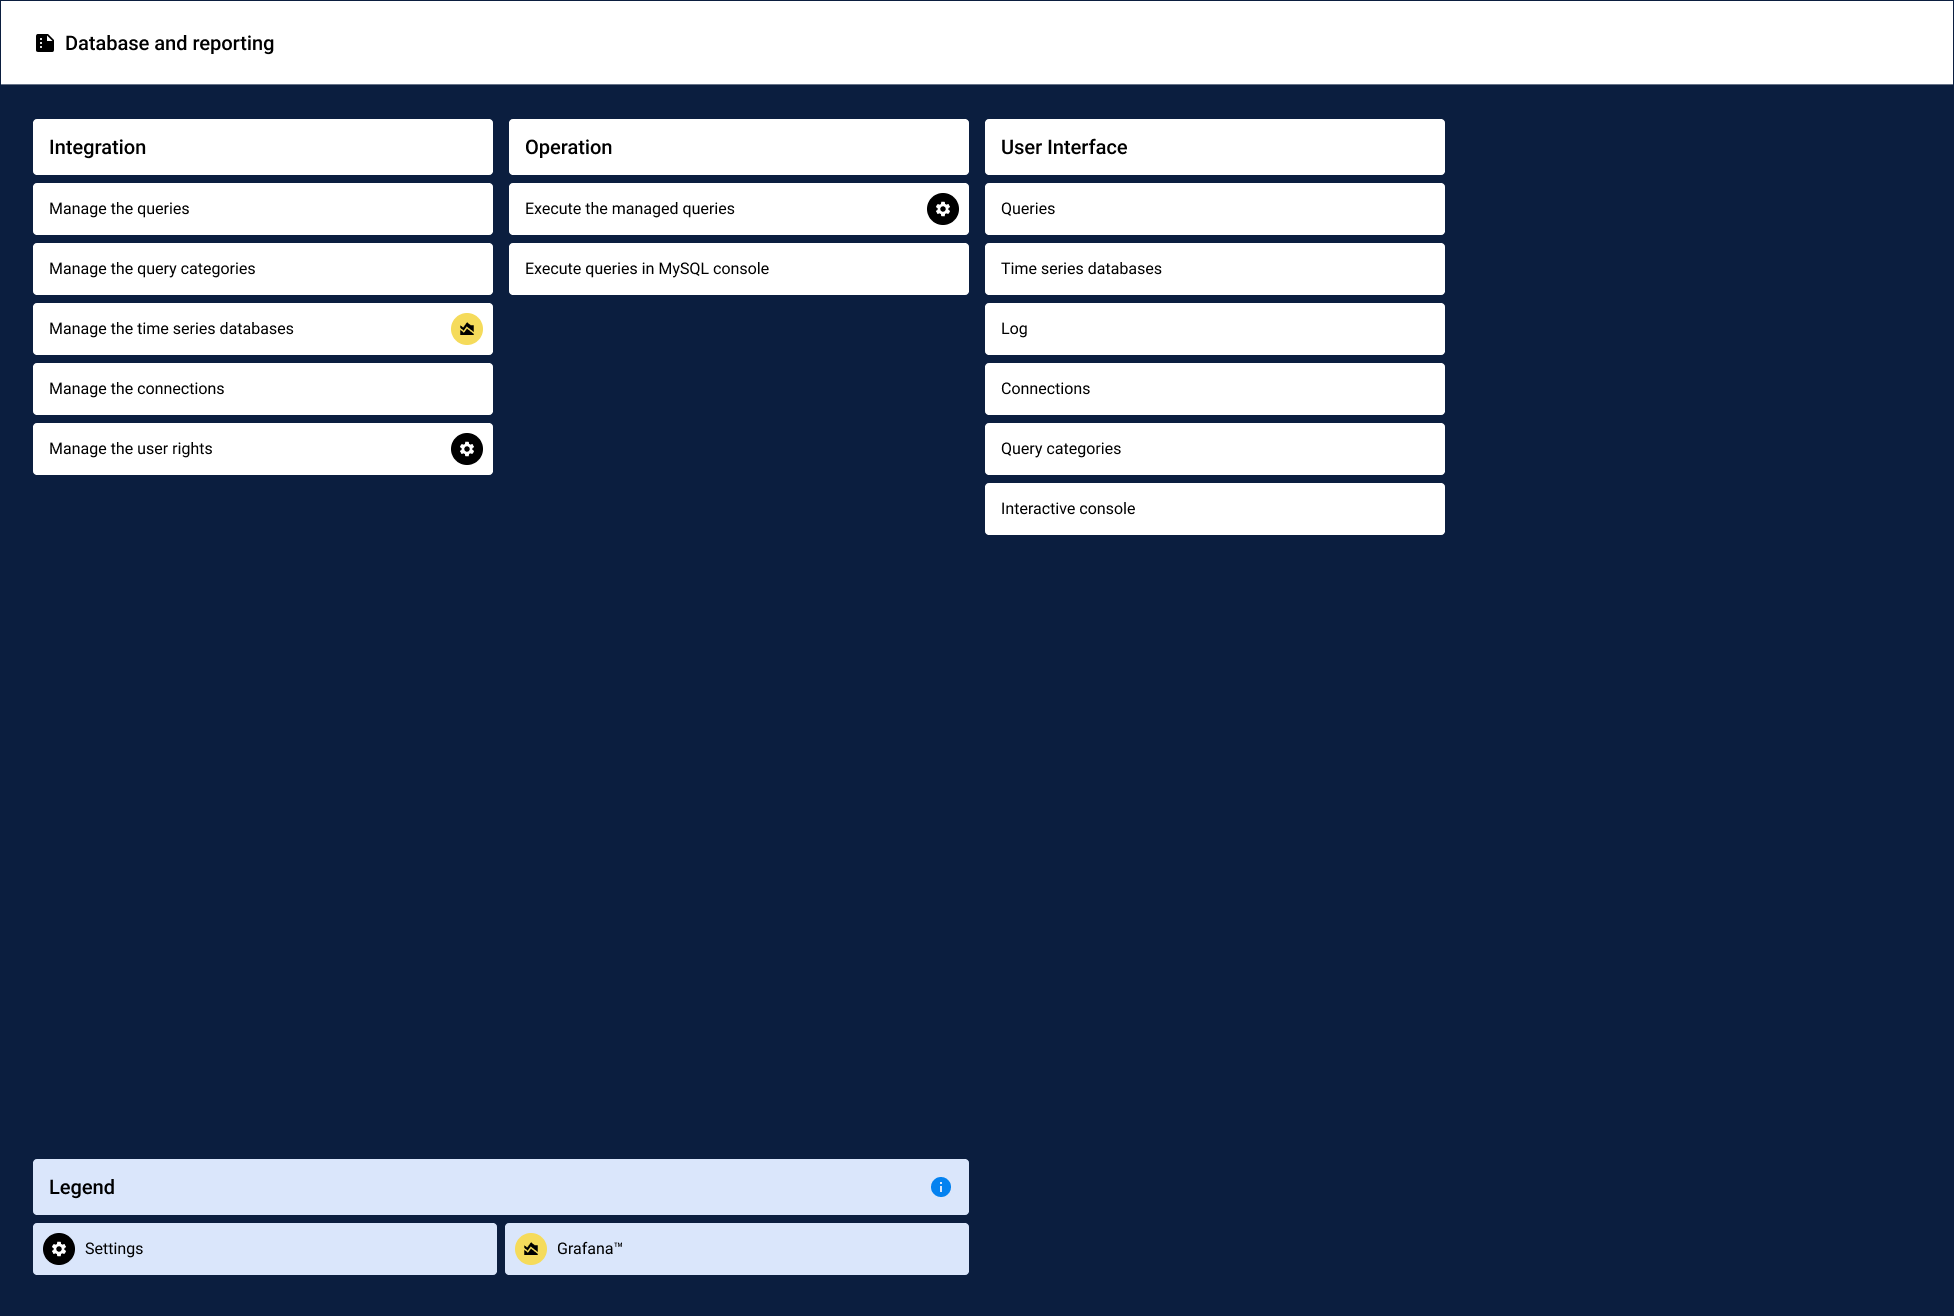 Database and reporting
Integration
Manage the queries
Manage the query categories
Manage the time series databases
Manage the connections
Manage the user rights
Operation
Execute the managed queries
Execute queries in MySQL console
User Interface
Queries
Time series databases
Log
Connections
Query categories
Interactive console
Legend
Settings
Grafana™